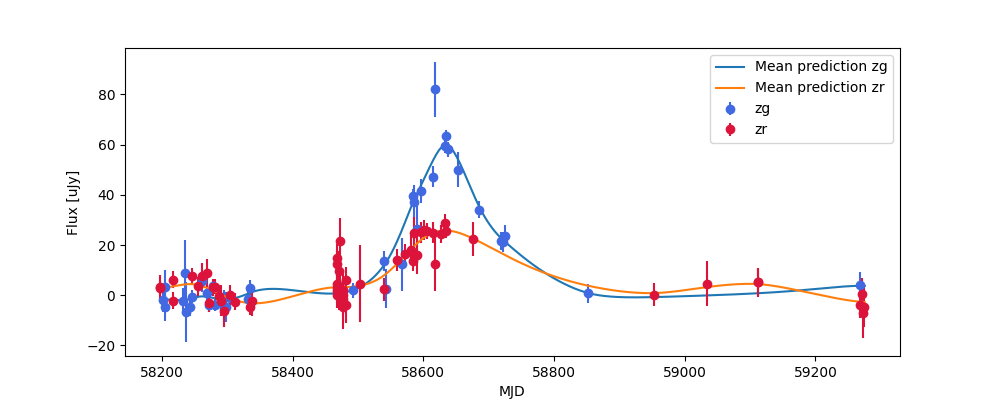 Mean prediction zg
Mean prediction zr
zg
zr
Flux [uJy]
80
60
40
20
0
−20
58200
58400
58600
58800
59000
59200
MJD